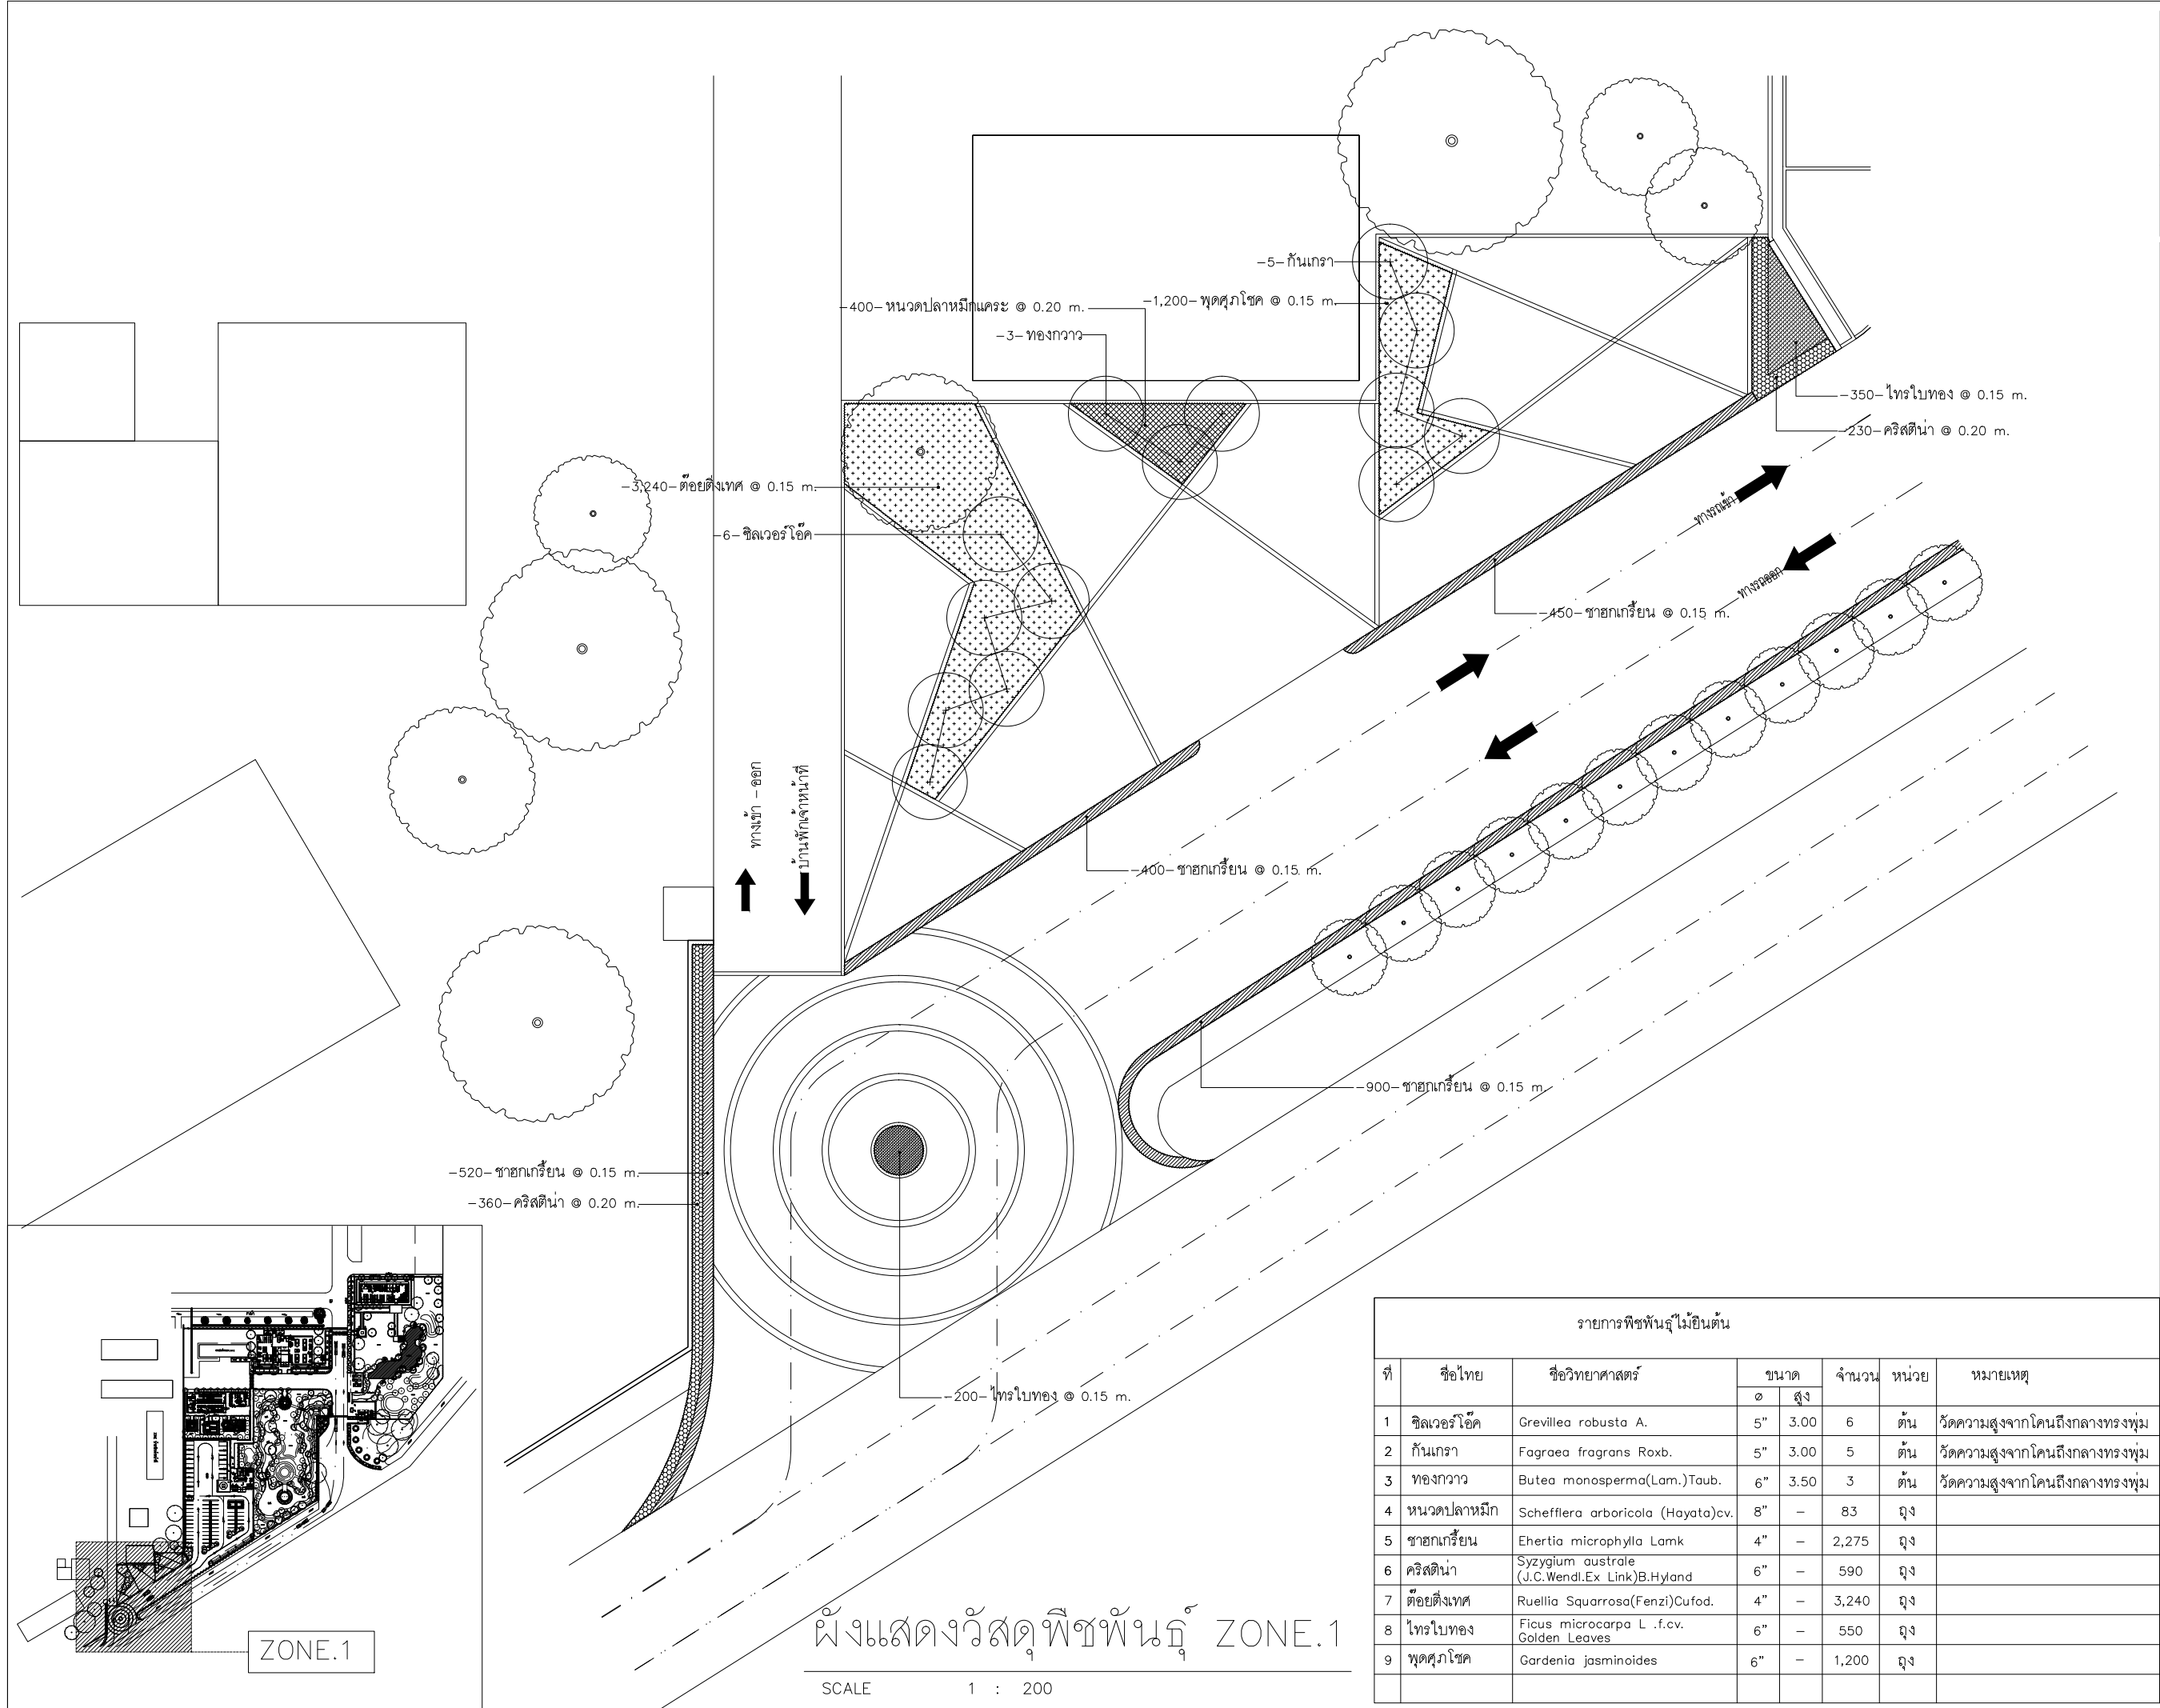 -5-กันเกรา
-400-หนวดปลาหมึกแคระ @ 0.20 m.
-1,200-พุดศุภโชค @ 0.15 m.
-3-ทองกวาว
-350-ไทรใบทอง @ 0.15 m.
-230-คริสตีน่า @ 0.20 m.
-3,240-ต้อยติ่งเทศ @ 0.15 m.
-6-ซิลเวอร์โอ๊ค
ทางรถเข้า
ทางรถออก
-450-ชาฮกเกรี้ยน @ 0.15 m.
ทางเข้า - ออก
บ้านพักเจ้าหน้าที่
-400-ชาฮกเกรี้ยน @ 0.15 m.
-900-ชาฮกเกรี้ยน @ 0.15 m.
-520-ชาฮกเกรี้ยน @ 0.15 m.
-360-คริสตีน่า @ 0.20 m.
-200-ไทรใบทอง @ 0.15 m.
ZONE.1
ผังแสดงวัสดุพืชพันธุ์ ZONE.1
SCALE 1 : 200
รายการพืชพันธุ์ไม้ยืนต้น
ที่ ชื่อไทย ชื่อวิทยาศาสตร์ ขนาด จำนวน หน่วย หมายเหตุ
ø สูง
1 ซิลเวอร์โอ๊ค Grevillea robusta A. 5" 3.00 6 ต้น วัดความสูงจากโคนถึงกลางทรงพุ่ม
2 กันเกรา Fagraea fragrans Roxb. 5" 3.00 5 ต้น วัดความสูงจากโคนถึงกลางทรงพุ่ม
3 ทองกวาว Butea monosperma(Lam.)Taub. 6" 3.50 3 ต้น วัดความสูงจากโคนถึงกลางทรงพุ่ม
4 หนวดปลาหมึก Schefflera arboricola (Hayata)cv. 8" - 83 ถุง
5 ชาฮกเกรี้ยน Ehertia microphylla Lamk 4" - 2,275 ถุง
6 คริสตีน่า Syzygium australe (J.C.Wendl.Ex Link)B.Hyland 6" - 590 ถุง
7 ต้อยติ่งเทศ Ruellia Squarrosa(Fenzi)Cufod. 4" - 3,240 ถุง
8 ไทรใบทอง Ficus microcarpa L .f.cv. Golden Leaves 6" - 550 ถุง
9 พุดศุภโชค Gardenia jasminoides 6" - 1,200 ถุง